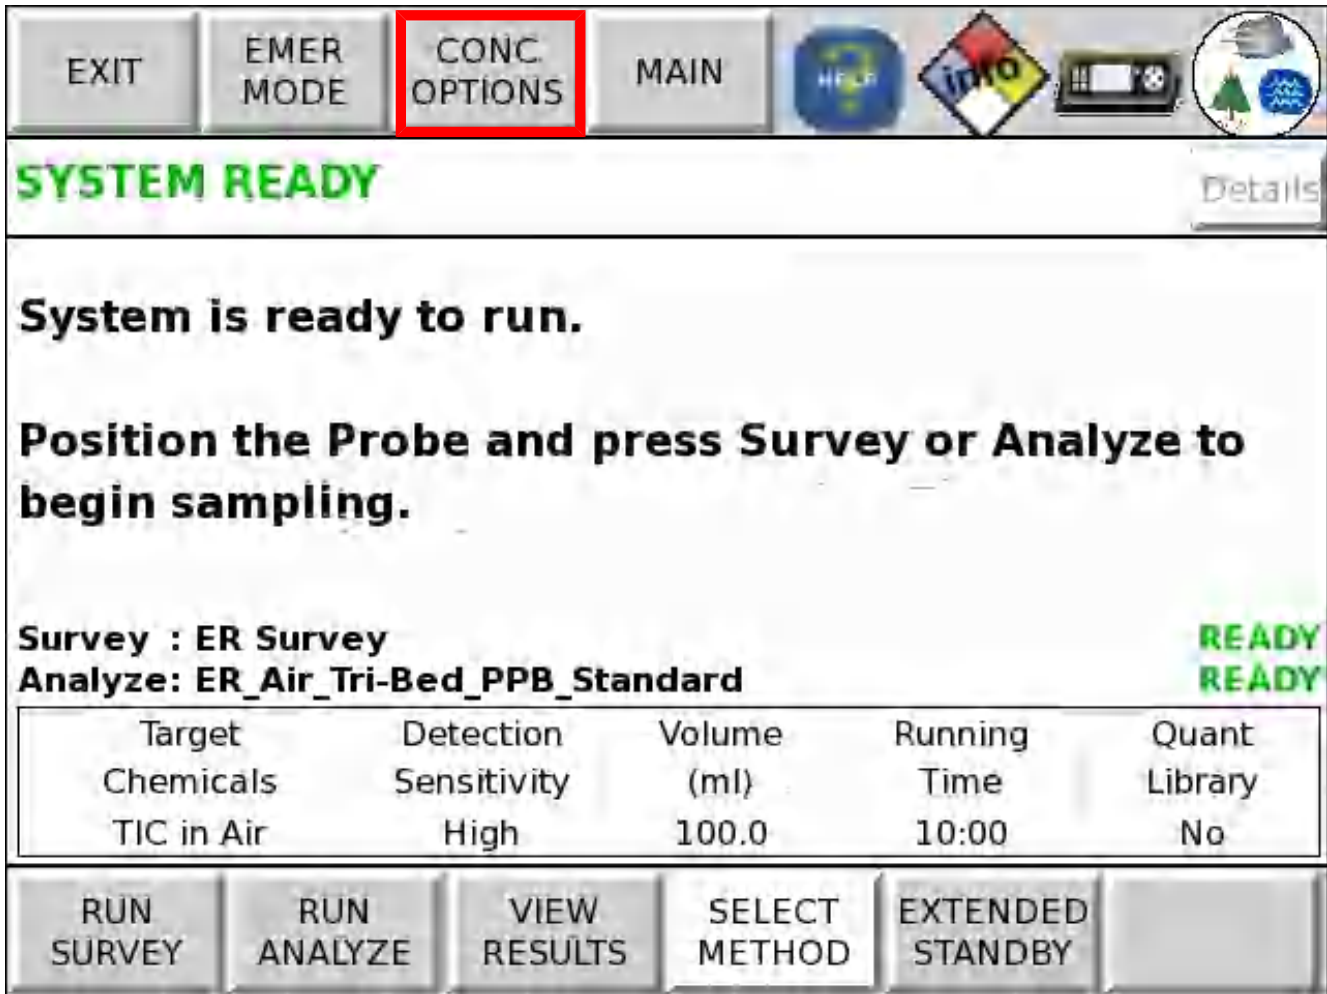 EXIT
EMER
MODE
CONC
OPTIONS
MAIN
HELP
info
SYSTEM READY
Details
System is ready to run.
Position the Probe and press Survey or Analyze to
begin sampling.
Survey : ER Survey READY
Analyze: ER_Air_Tri-Bed_PPB_Standard READY
Target Detection Volume Running Quant
Chemicals Sensitivity (ml) Time Library
TIC in Air High 100.0 10:00 No
RUN
SURVEY
RUN
ANALYZE
VIEW
RESULTS
SELECT
METHOD
EXTENDED
STANDBY